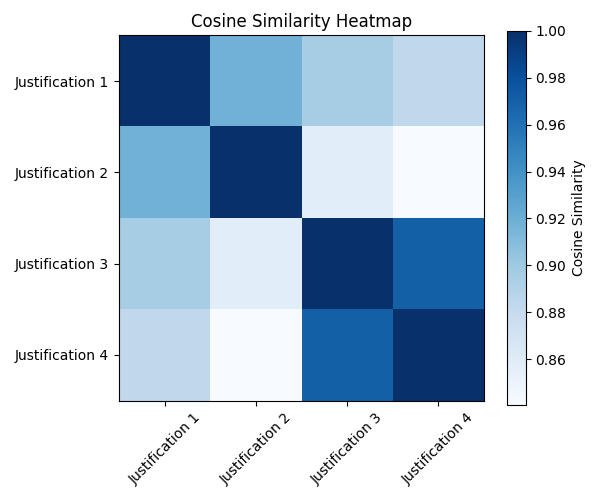 Cosine Similarity Heatmap
Justification 1
Justification 2
Justification 3
Justification 4
Justification 1
Justification 2
Justification 3
Justification 4
1.00
0.98
0.96
0.94
0.92
0.90
0.88
0.86
Cosine Similarity